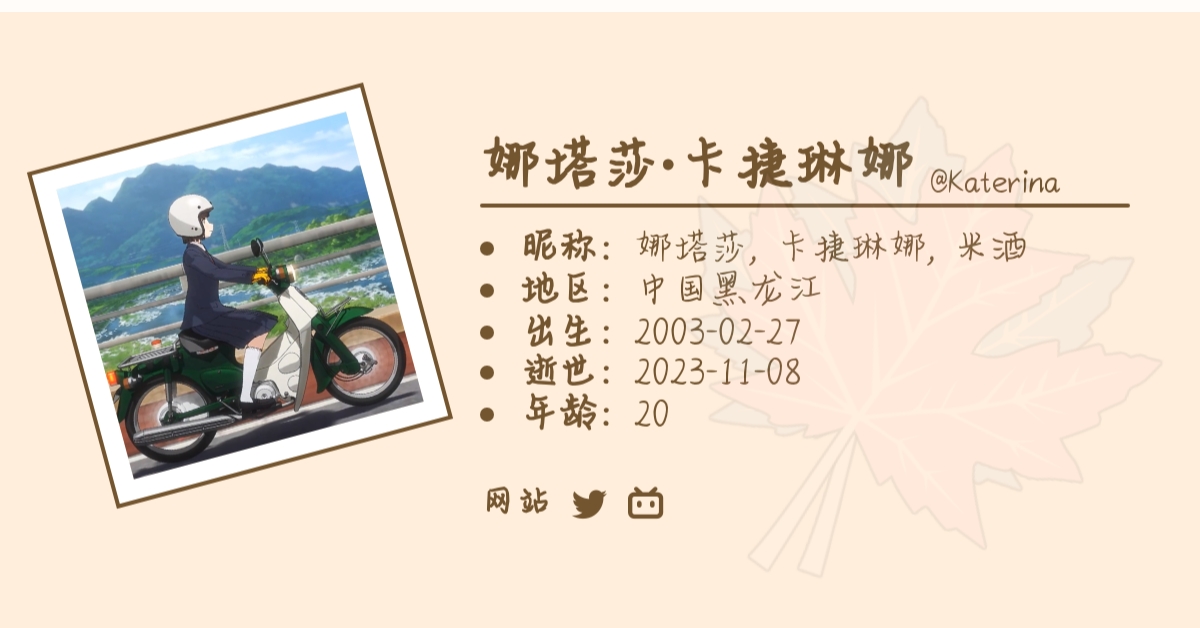 娜塔莎·卡捷琳娜 @Katerina
昵称： 娜塔莎, 卡捷琳娜, 米酒
地区： 中国黑龙江
出生： 2003-02-27
逝世： 2023-11-08
年龄： 20
网站